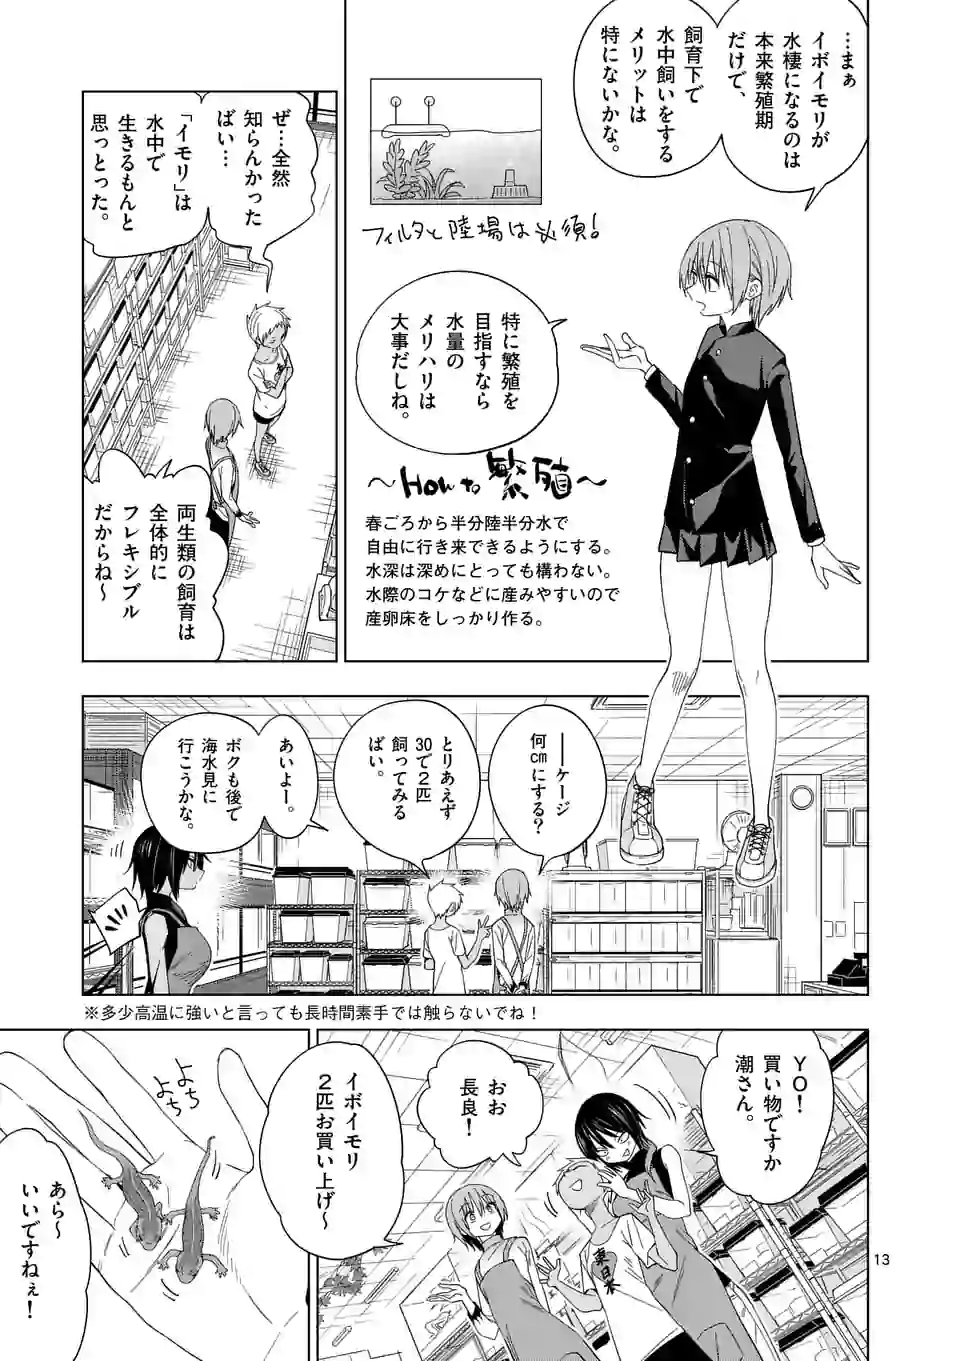 …まぁ
イボイモリが
水棲になるのは
本来繁殖期
だけで、
飼育下で
水中飼いをする
メリットは
特にないかな。
フィルタと陸場は必須!
特に繁殖を
目指すなら
水量の
メリハリは
大事だしね。
～How to 繁殖～
春ごろから半分陸半分水で
自由に行き来できるようにする。
水深は深めにとっても構わない。
水際のコケなどに産みやすいので
産卵床をしっかり作る。
ぜ…全然
知らんかった
ばい…
「イモリ」は
水中で
生きるもんと
思っとった。
両生類の飼育は
全体的に
フレキシブル
だからね～
――ケージ
何cmにする?
とりあえず
30で2匹
飼ってみる
ばい。
あいよー。
ボクも後で
海水見に
行こうかな。
※多少高温に強いと言っても長時間素手では触らないでね!
YO!
買い物ですか
潮さん。
おお
長良!
イボイモリ
2匹お買い上げ～
東日本
よち
よち
あら～
いいですねぇ!
13